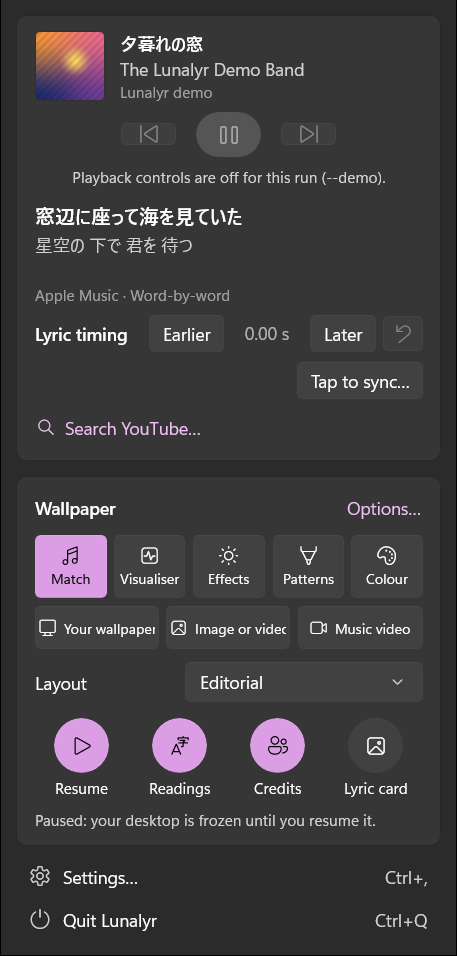 夕暮れの窓
The Lunalyr Demo Band
Lunalyr demo
Playback controls are off for this run (--demo).
窓辺に座って海を見ていた
星空の 下で 君を 待つ
Apple Music · Word-by-word
Lyric timing Earlier 0.00 s Later
Tap to sync...
Search YouTube...
Wallpaper Options...
Match Visualiser Effects Patterns Colour
Your wallpaper Image or video Music video
Layout Editorial
Resume Readings Credits Lyric card
Paused: your desktop is frozen until you resume it.
Settings... Ctrl+,
Quit Lunalyr Ctrl+Q